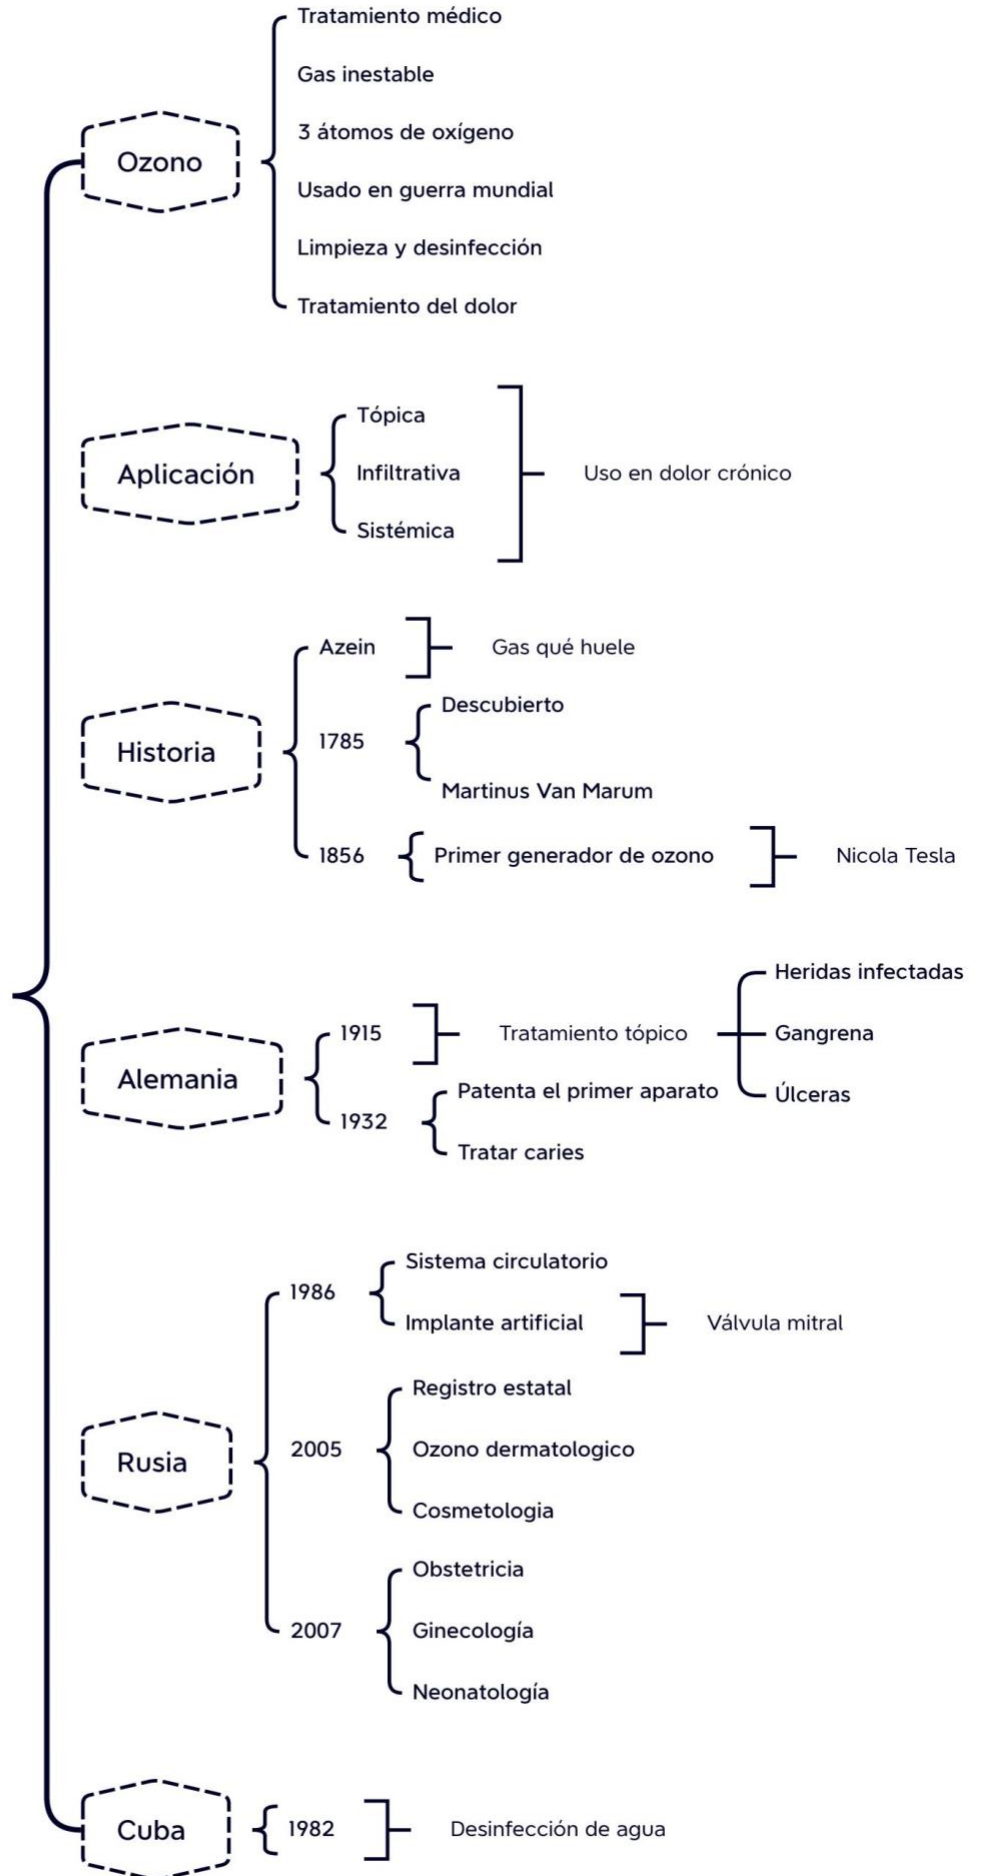 Ozono
Tratamiento médico
Gas inestable
3 átomos de oxígeno
Usado en guerra mundial
Limpieza y desinfección
Tratamiento del dolor
Aplicación
Tópica
Infiltrativa
Sistémica
Uso en dolor crónico
Historia
Azein
Gas qué huele
1785
Descubierto
Martinus Van Marum
1856
Primer generador de ozono
Nicola Tesla
Alemania
1915
Tratamiento tópico
Heridas infectadas
Gangrena
Úlceras
1932
Patenta el primer aparato
Tratar caries
Rusia
1986
Sistema circulatorio
Implante artificial
Válvula mitral
2005
Registro estatal
Ozono dermatologico
Cosmetologia
2007
Obstetricia
Ginecología
Neonatología
Cuba
1982
Desinfección de agua